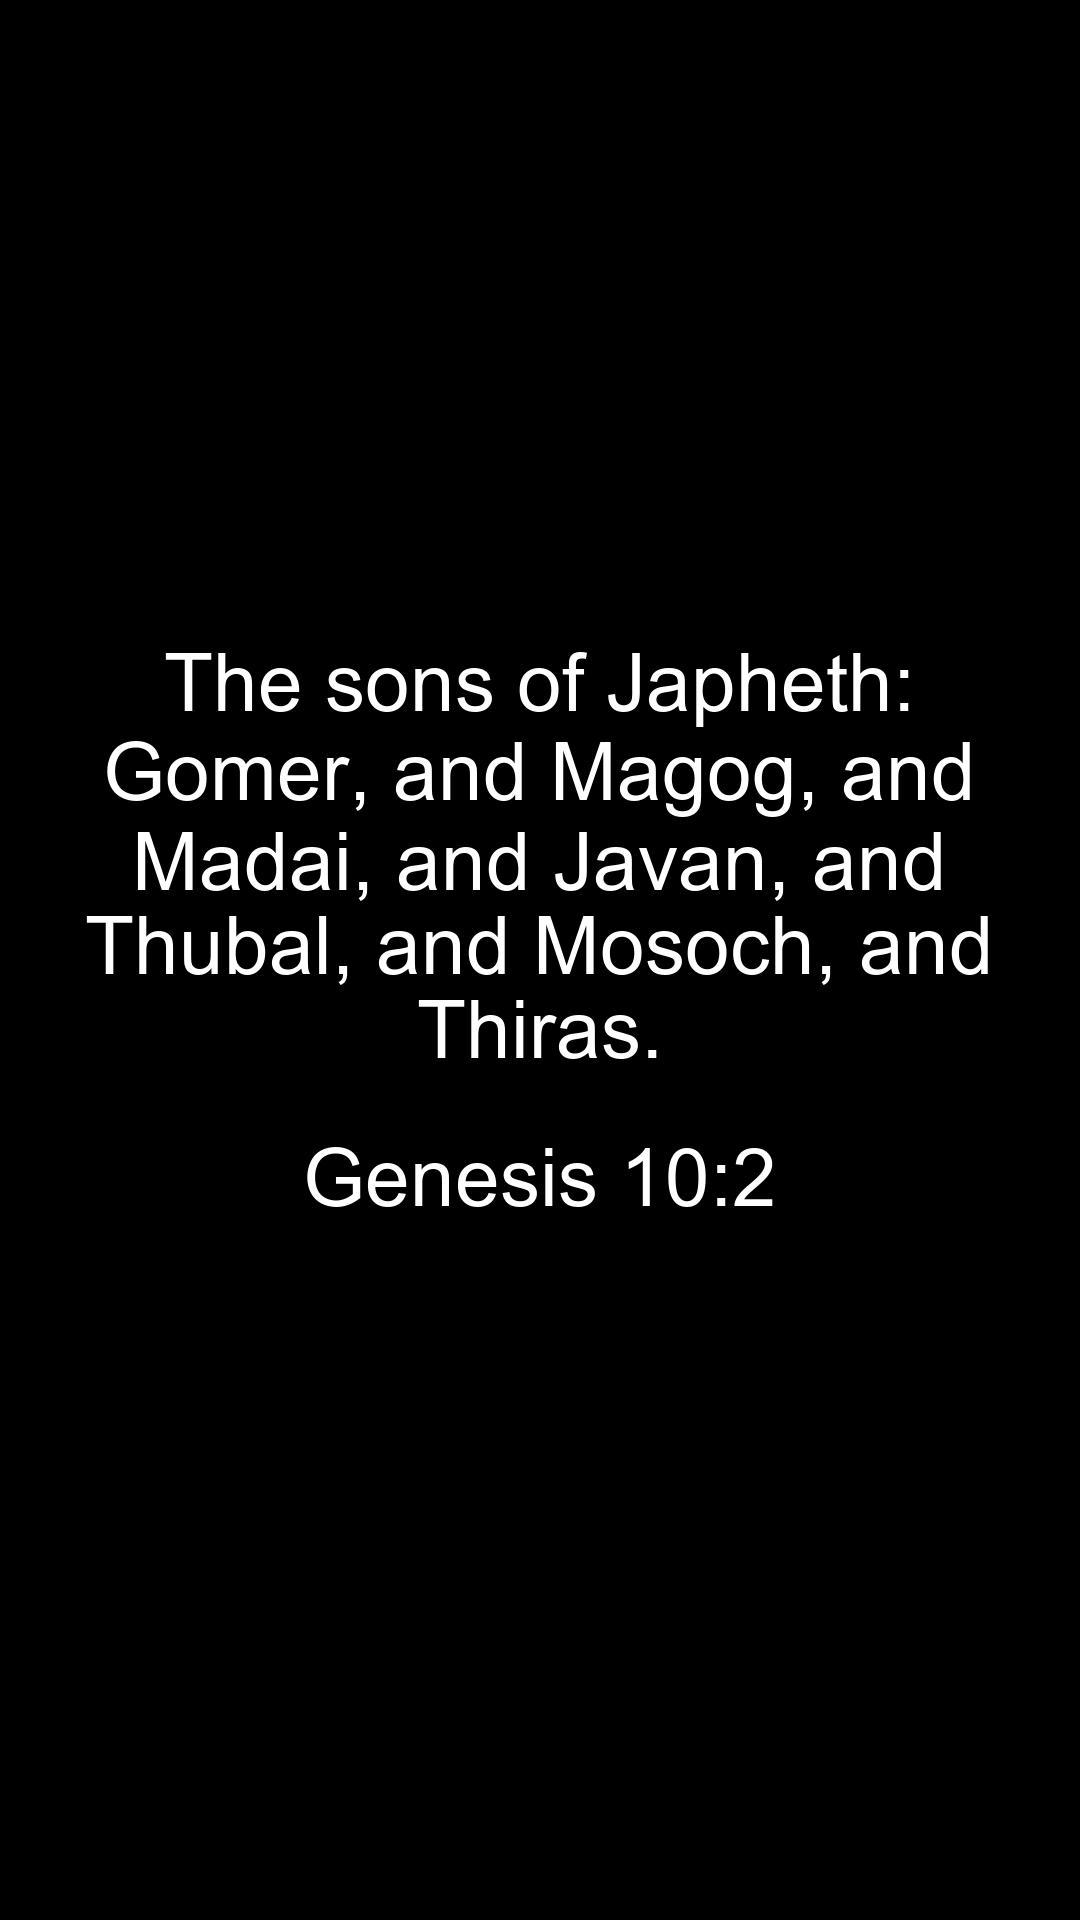 The sons of Japheth:
Gomer, and Magog, and
Madai, and Javan, and
Thubal, and Mosoch, and
Thiras.
Genesis 10:2